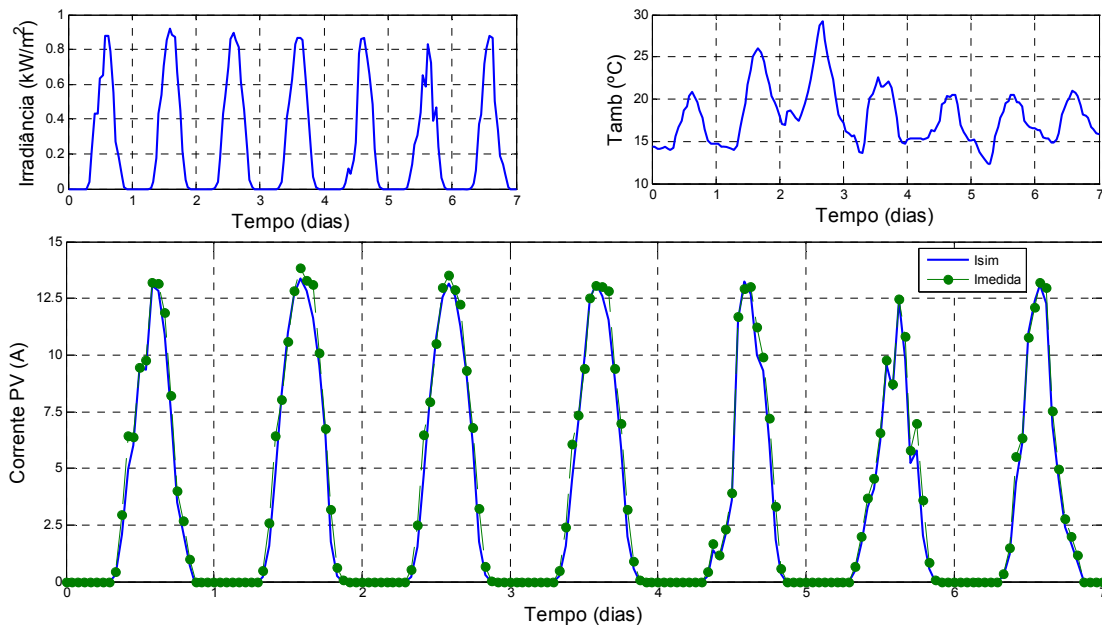 Irradiância (kW/m²)
1
0.8
0.6
0.4
0.2
0
0 1 2 3 4 5 6 7
Tempo (dias)
Tamb (ºC)
30
25
20
15
10
0 1 2 3 4 5 6 7
Tempo (dias)
Corrente PV (A)
15
12.5
10
7.5
5
2.5
0
Isim
Imedida
0 1 2 3 4 5 6 7
Tempo (dias)